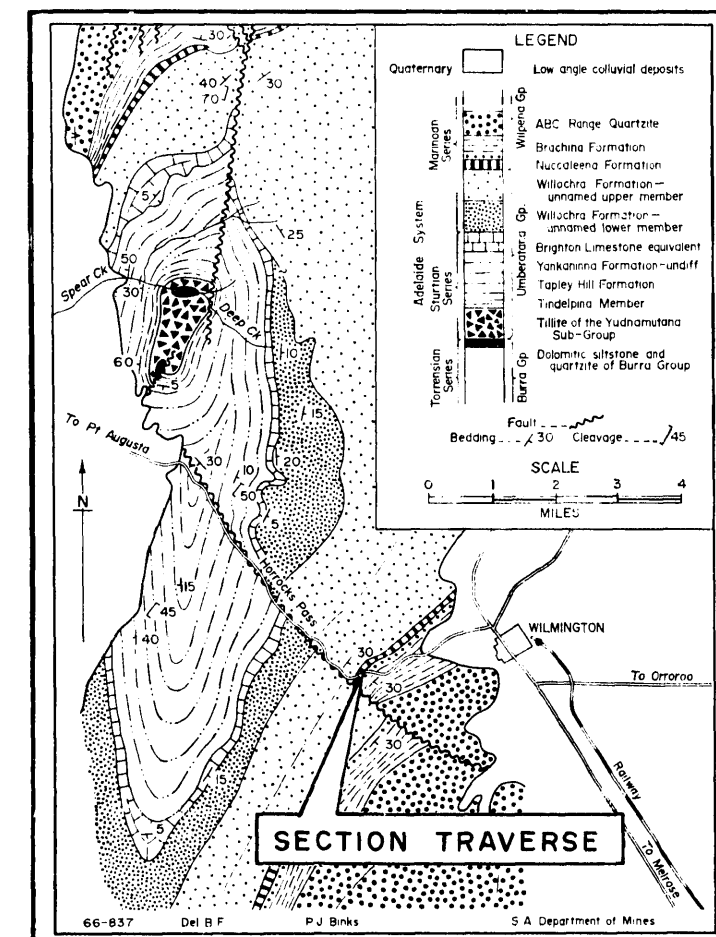 LEGEND
Quaternary
Low angle colluvial deposits
Adelaide System
Marinoan Series
Sturtian Series
Torrensian Series
Wilpena Gp
Umberatana Gp.
Burra Gp
ABC Range Quartzite
Brachina Formation
Nuccaleena Formation
Willochra Formation—
unnamed upper member
Willochra Formation—
unnamed lower member
Brighton Limestone equivalent
Yankaninna Formation-undiff
Tapley Hill Formation
Tindelpina Member
Tillite of the Yudnamutana
Sub-Group
Dolomitic siltstone and
quartzite of Burra Group
Fault
Bedding 30 Cleavage 45
SCALE
0 1 2 3 4
MILES
30
40
70
30
5
25
50
Spear Ck
30
Deep Ck
10
60
5
15
To Pt Augusta
30
10
20
50
5
N
Horrocks Pass
15
45
40
WILMINGTON
30
To Orroroo
30
30
15
5
Railway
To Melrose
SECTION TRAVERSE
66-837 Del B F P J Binks S A Department of Mines